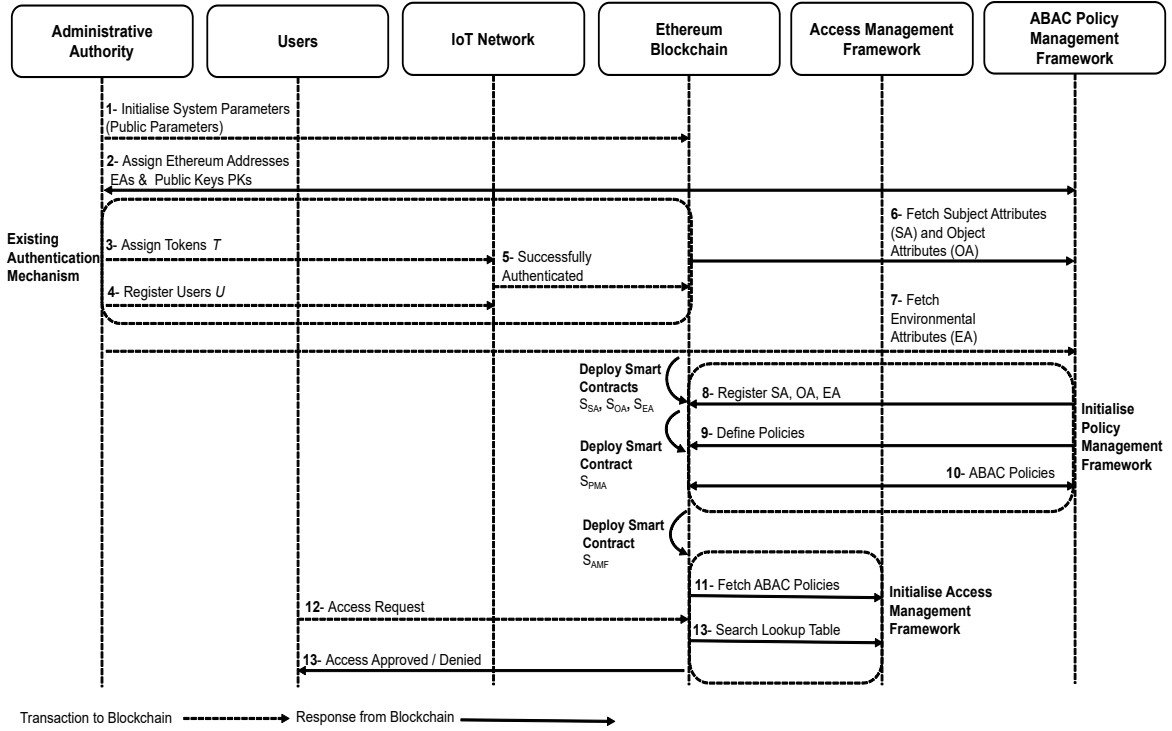 Administrative
Authority
Users
IoT Network
Ethereum
Blockchain
Access Management
Framework
ABAC Policy
Management
Framework
1- Initialise System Parameters
(Public Parameters)
2- Assign Ethereum Addresses
EAs & Public Keys PKs
Existing
Authentication
Mechanism
3- Assign Tokens T
4- Register Users U
5- Successfully
Authenticated
6- Fetch Subject Attributes
(SA) and Object
Attributes (OA)
7- Fetch
Environmental
Attributes (EA)
Deploy Smart
Contracts
SSA, SOA, SEA
8- Register SA, OA, EA
9- Define Policies
Deploy Smart
Contract
SPMA
10- ABAC Policies
Initialise
Policy
Management
Framework
Deploy Smart
Contract
SAMF
11- Fetch ABAC Policies
12- Access Request
13- Search Lookup Table
Initialise Access
Management
Framework
13- Access Approved / Denied
Transaction to Blockchain
Response from Blockchain